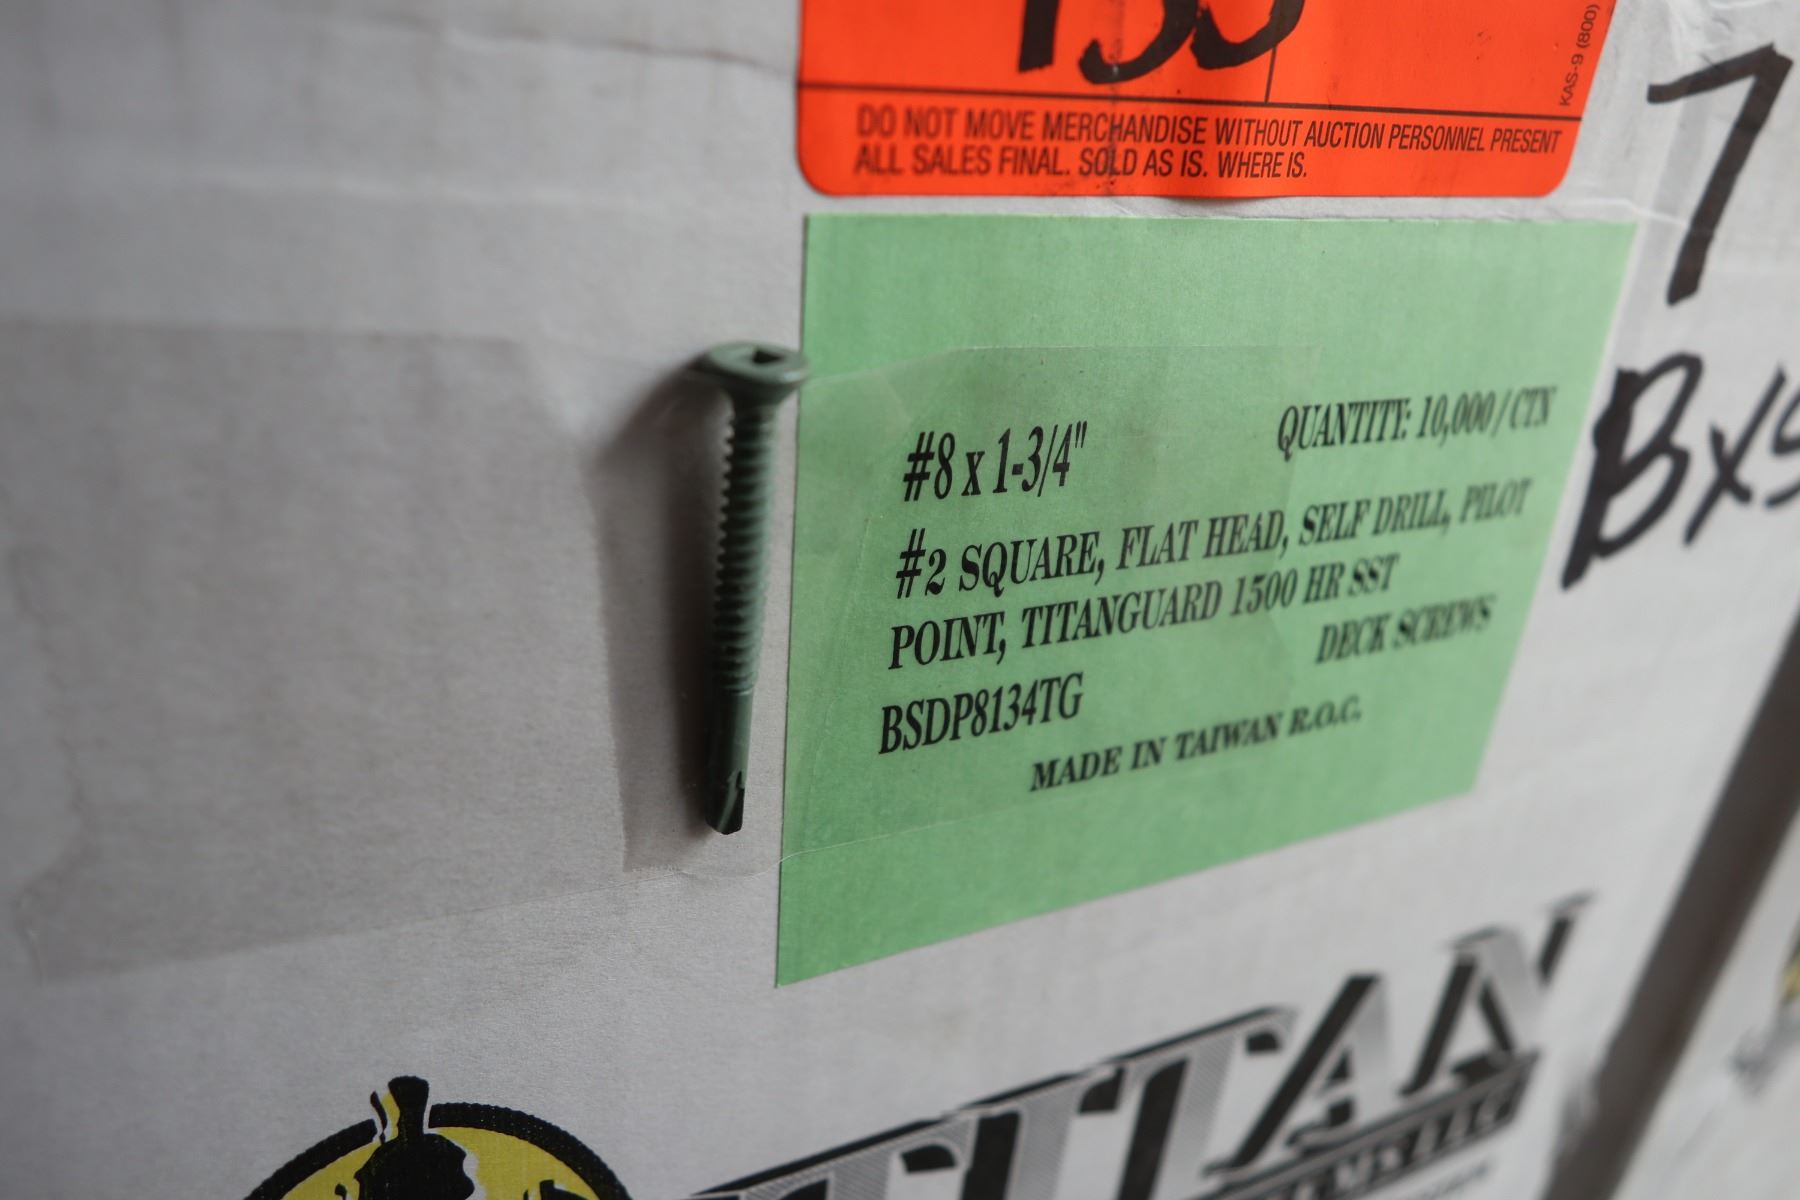 DO NOT MOVE MERCHANDISE WITHOUT AUCTION PERSONNEL PRESENT
ALL SALES FINAL. SOLD AS IS. WHERE IS.
KAS-9 (800)
7
BXS
#8 x 1-3/4" QUANTITY: 10,000 / CTN
#2 SQUARE, FLAT HEAD, SELF DRILL, PILOT
POINT, TITANGUARD 1500 HR SST
DECK SCREWS
BSDP8134TG
MADE IN TAIWAN R.O.C.
TITAN